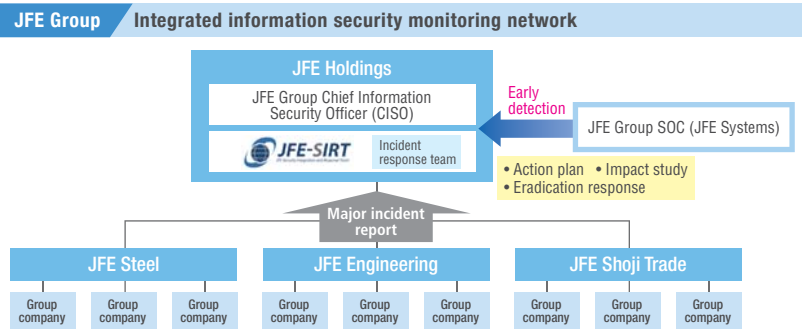 JFE Group
Integrated information security monitoring network
JFE Holdings
JFE Group Chief Information
Security Officer (CISO)
JFE-SIRT
Incident
response team
Early
detection
JFE Group SOC (JFE Systems)
• Action plan • Impact study
• Eradication response
Major incident
report
JFE Steel
JFE Engineering
JFE Shoji Trade
Group
company
Group
company
Group
company
Group
company
Group
company
Group
company
Group
company
Group
company
Group
company